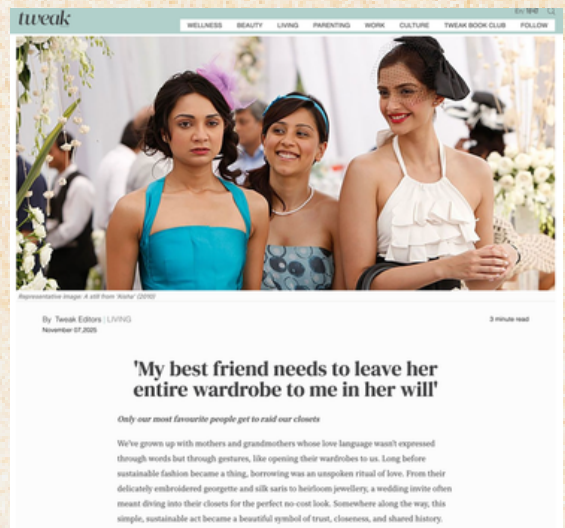 tweak
En हिन्दी
WELLNESS BEAUTY LIVING PARENTING WORK CULTURE TWEAK BOOK CLUB FOLLOW
Representative image: A still from 'Aisha' (2010)
By Tweak Editors | LIVING
3 minute read
November 07,2025
'My best friend needs to leave her
entire wardrobe to me in her will'
Only our most favourite people get to raid our closets
We've grown up with mothers and grandmothers whose love language wasn't expressed
through words but through gestures, like opening their wardrobes to us. Long before
sustainable fashion became a thing, borrowing was an unspoken ritual of love. From their
delicately embroidered georgette and silk saris to heirloom jewellery, a wedding invite often
meant diving into their closets for the perfect no-cost look. Somewhere along the way, this
simple, sustainable act became a beautiful symbol of trust, closeness, and shared history.